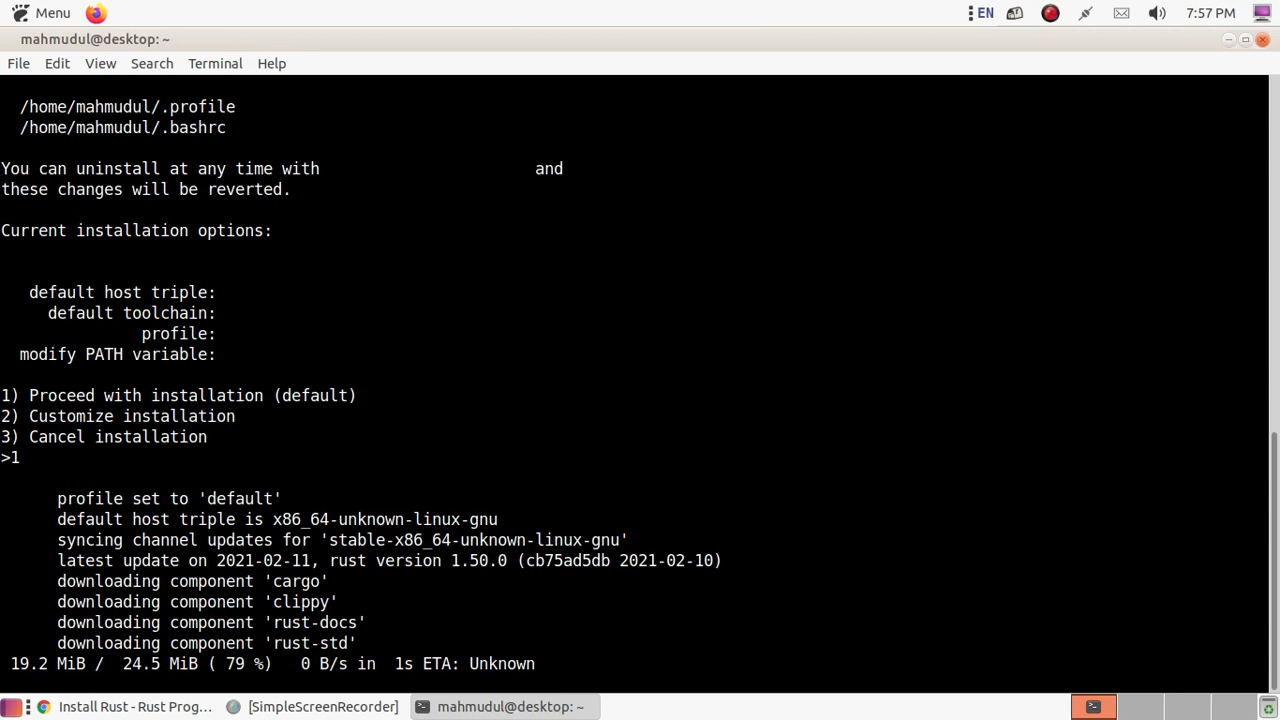 Menu EN 7:57 PM
mahmudul@desktop: ~
File Edit View Search Terminal Help
/home/mahmudul/.profile
/home/mahmudul/.bashrc
You can uninstall at any time with and
these changes will be reverted.
Current installation options:
default host triple:
default toolchain:
profile:
modify PATH variable:
1) Proceed with installation (default)
2) Customize installation
3) Cancel installation
>1
profile set to 'default'
default host triple is x86_64-unknown-linux-gnu
syncing channel updates for 'stable-x86_64-unknown-linux-gnu'
latest update on 2021-02-11, rust version 1.50.0 (cb75ad5db 2021-02-10)
downloading component 'cargo'
downloading component 'clippy'
downloading component 'rust-docs'
downloading component 'rust-std'
19.2 MiB / 24.5 MiB ( 79 %) 0 B/s in 1s ETA: Unknown
Install Rust - Rust Prog... [SimpleScreenRecorder] mahmudul@desktop: ~